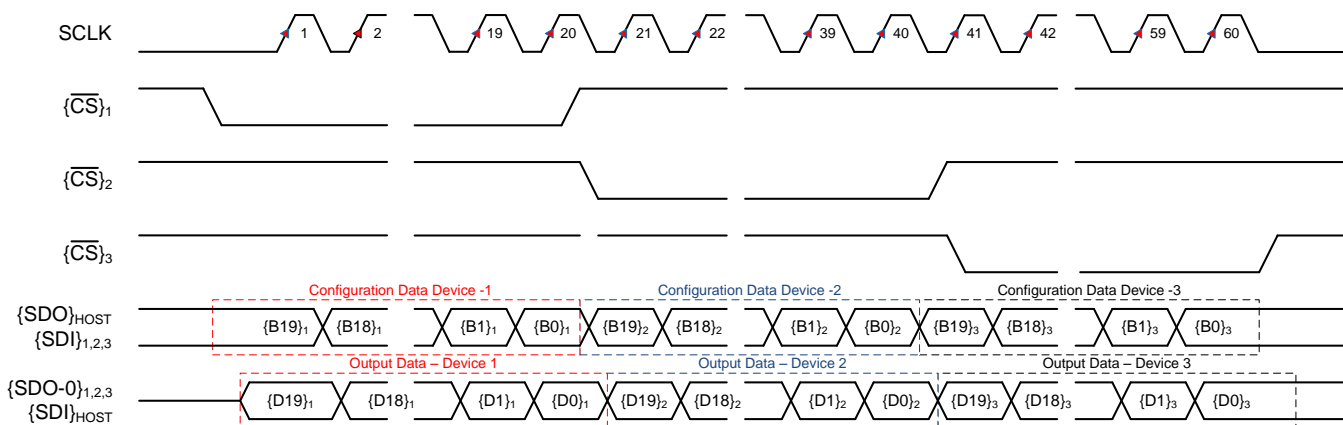 SCLK 1 2 19 20 21 22 39 40 41 42 59 60
{CS}1
{CS}2
{CS}3
Configuration Data Device -1 Configuration Data Device -2 Configuration Data Device -3
{SDO}HOST
{SDI}1,2,3
{B19}1 {B18}1 {B1}1 {B0}1 {B19}2 {B18}2 {B1}2 {B0}2 {B19}3 {B18}3 {B1}3 {B0}3
Output Data – Device 1 Output Data – Device 2 Output Data – Device 3
{SDO-0}1,2,3
{SDI}HOST
{D19}1 {D18}1 {D1}1 {D0}1 {D19}2 {D18}2 {D1}2 {D0}2 {D19}3 {D18}3 {D1}3 {D0}3